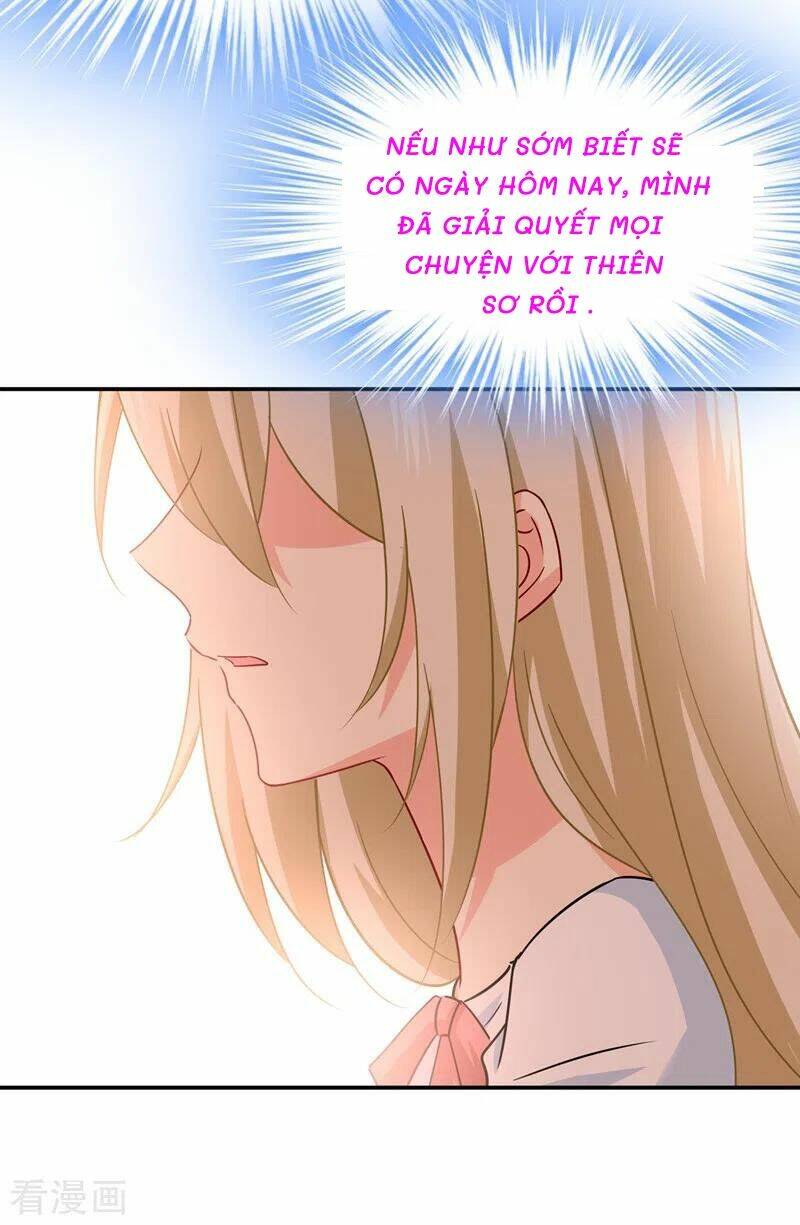 NẾU NHƯ SỚM BIẾT SẼ
CÓ NGÀY HÔM NAY, MÌNH
ĐÃ GIẢI QUYẾT MỌI
CHUYỆN VỚI THIÊN
SƠ RỒI .
看漫画